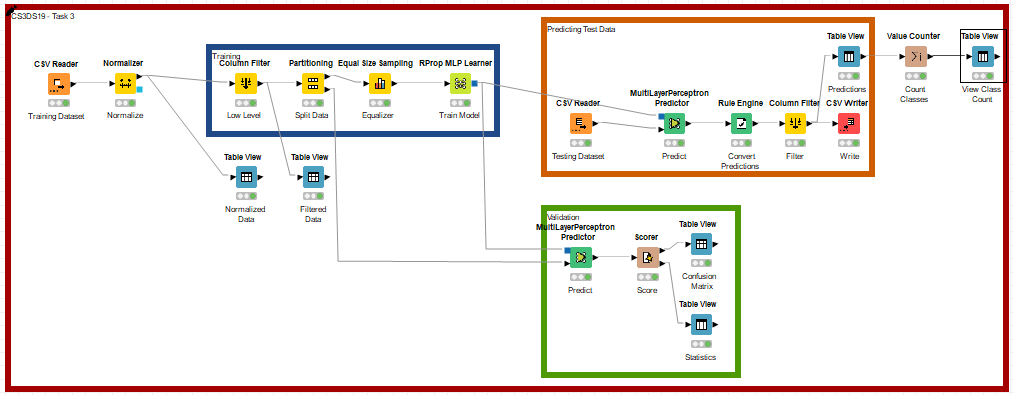 CS3DS19 - Task 3
Predicting Test Data
Table View
Value Counter
Table View
Predictions
Count
Classes
View Class
Count
Training
CSV Reader
Normalizer
Column Filter
Partitioning
Equal Size Sampling
RProp MLP Learner
Training Dataset
Normalize
Low Level
Split Data
Equalizer
Train Model
CSV Reader
MultiLayerPerceptron
Predictor
Rule Engine
Column Filter
CSV Writer
Testing Dataset
Predict
Convert
Predictions
Filter
Write
Table View
Table View
Normalized
Data
Filtered
Data
Validation
MultiLayerPerceptron
Predictor
Scorer
Table View
Predict
Score
Confusion
Matrix
Table View
Statistics